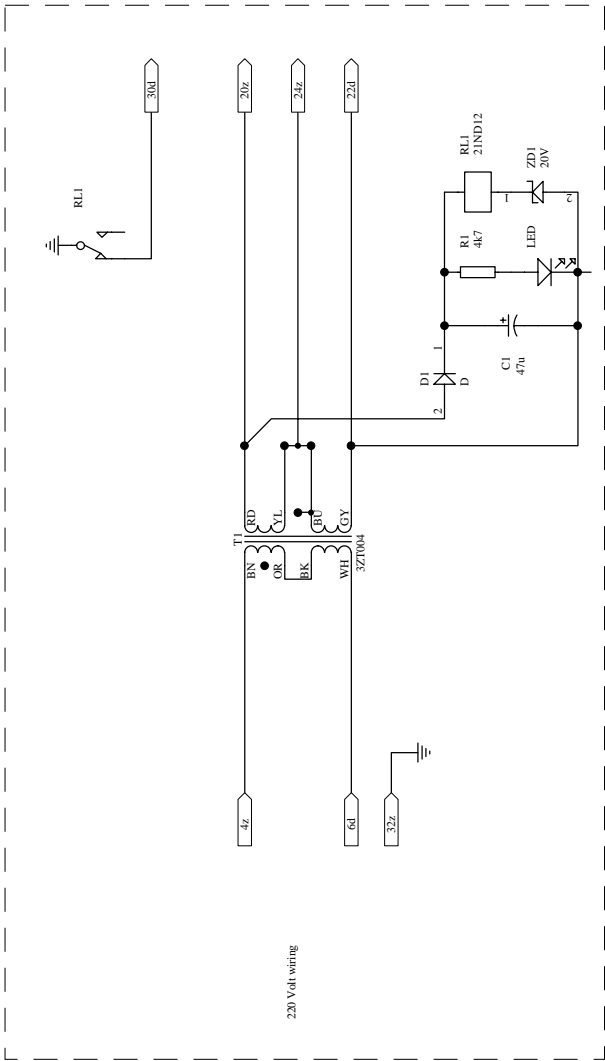 30d
20z
24z
22d
RL1
RL1
21ND12
ZD1
20V
1
2
R1
4k7
LED
+
C1
47u
D1
D
1
2
T1
RD
YL
BU
GY
BN
OR
BK
WH
3ZT004
4z
6d
32z
220 Volt wiring